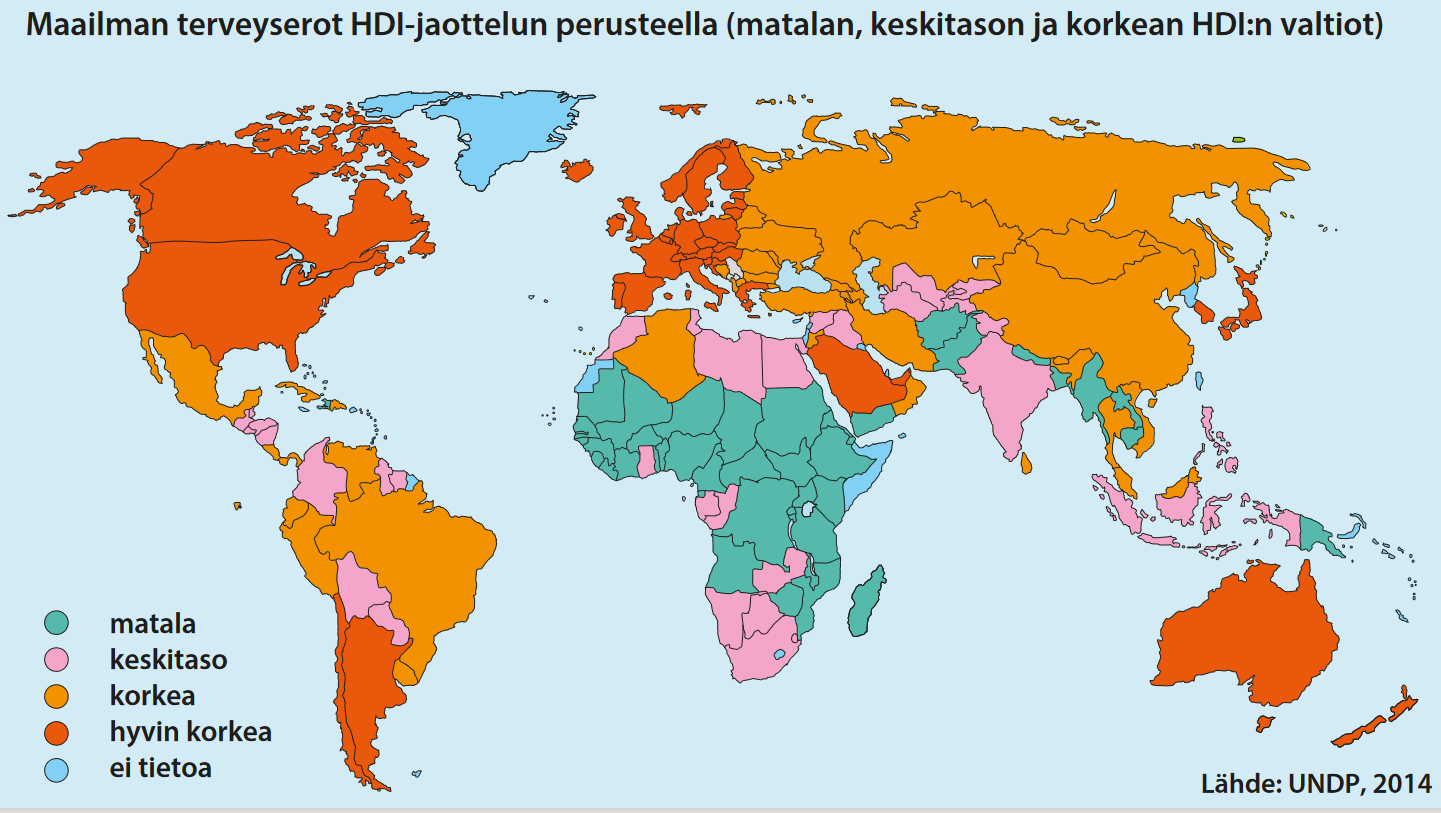 Maailman terveyserot HDI-jaottelun perusteella (matalan, keskitason ja korkean HDI:n valtiot)
matala
keskitaso
korkea
hyvin korkea
ei tietoa
Lähde: UNDP, 2014